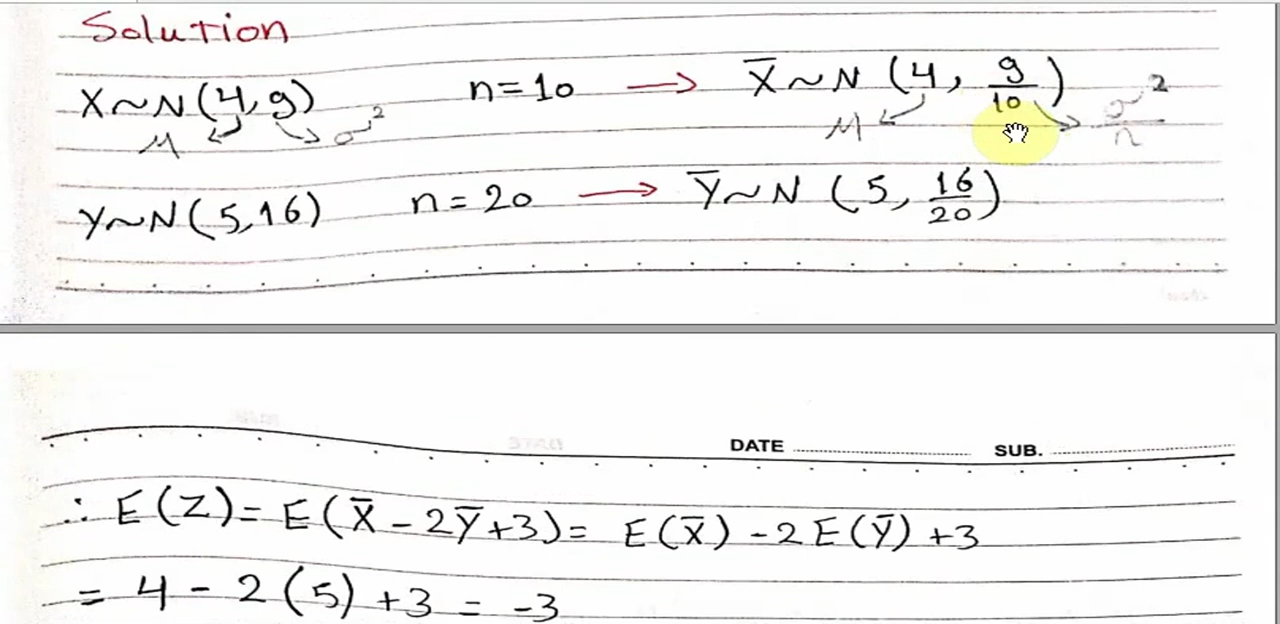 Solution
X~N(4,9) n=10 → X̄~N(4, 9/10)
M σ² M σ²/n
Y~N(5,16) n=20 → Ȳ~N(5, 16/20)
DATE SUB.
∴ E(Z)= E(X̄ - 2Ȳ+3)= E(X̄) - 2E(Ȳ)+3
= 4 - 2(5)+3 = -3